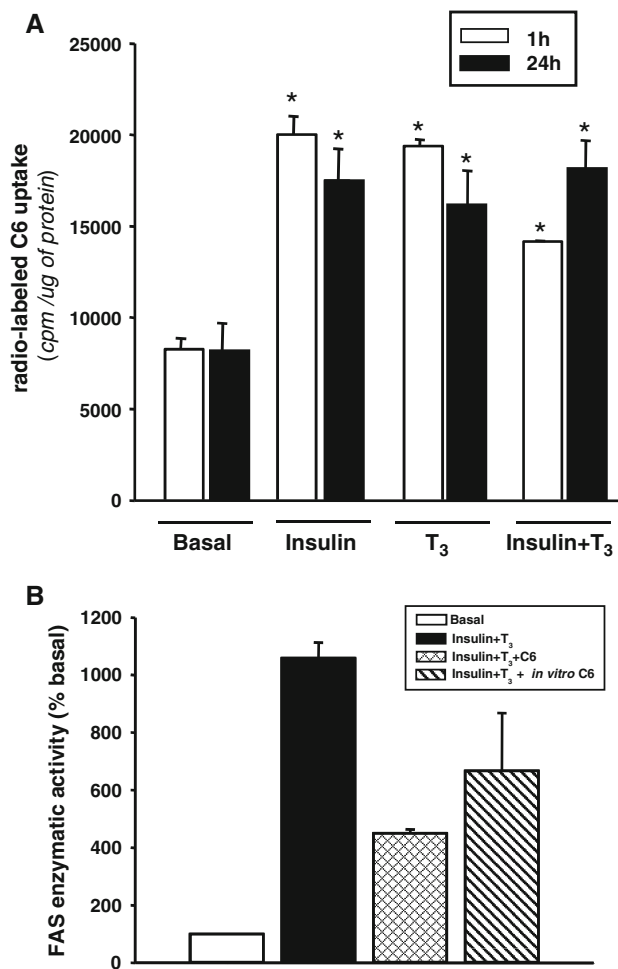 A
25000
20000
15000
10000
5000
0
radio-labeled C6 uptake
(cpm /ug of protein)
1h
24h
* * * * * *
Basal Insulin T3 Insulin+T3
B
1200
1000
800
600
400
200
0
FAS enzymatic activity (% basal)
Basal
Insulin+T3
Insulin+T3+C6
Insulin+T3 + in vitro C6